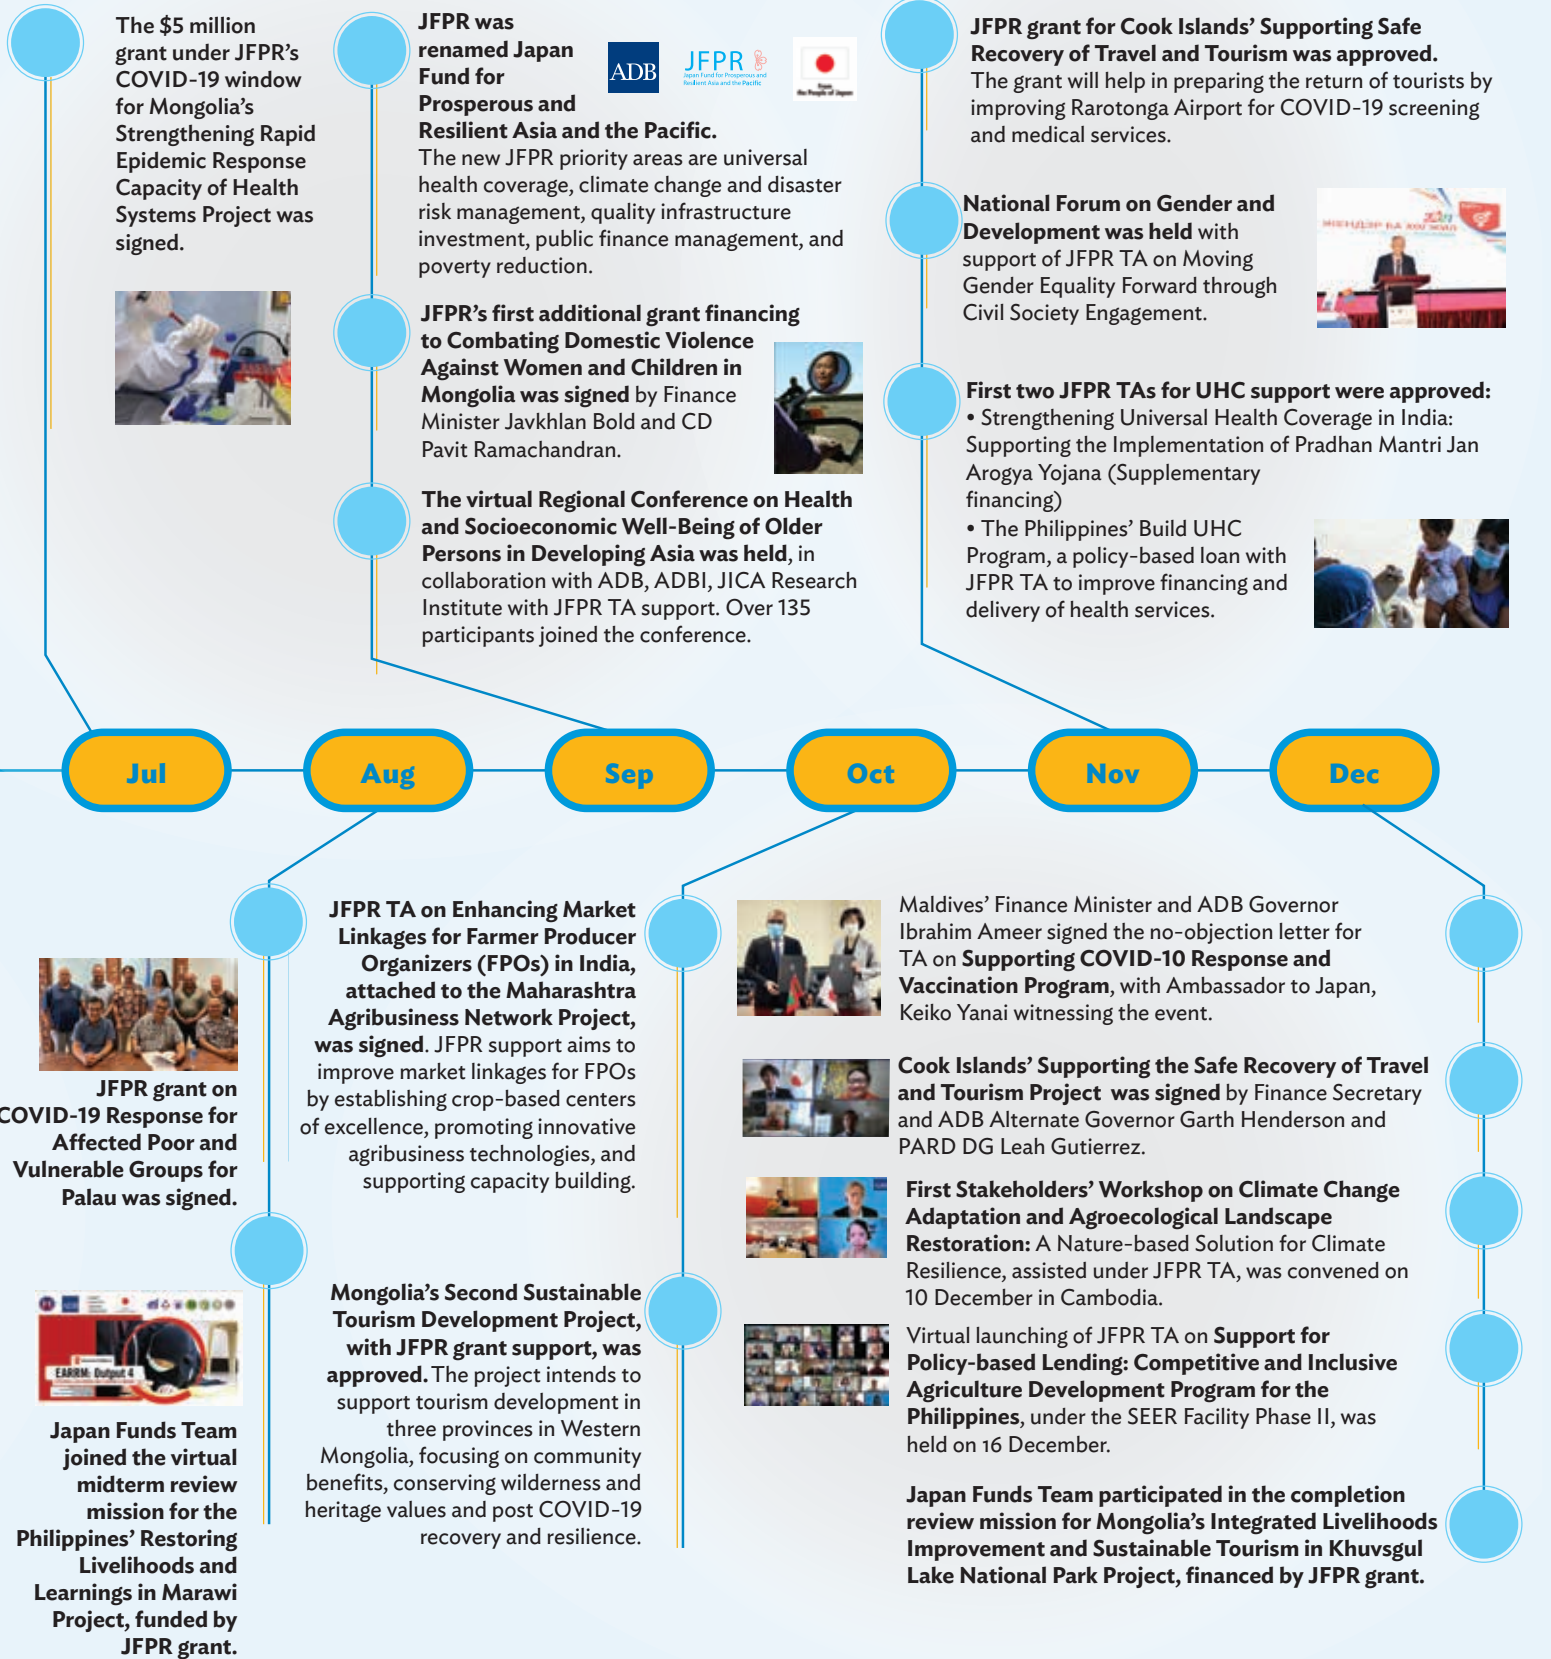 The $5 million
grant under JFPR's
COVID-19 window
for Mongolia's
Strengthening Rapid
Epidemic Response
Capacity of Health
Systems Project was
signed.
JFPR was
renamed Japan
Fund for
Prosperous and
Resilient Asia and the Pacific.
The new JFPR priority areas are universal
health coverage, climate change and disaster
risk management, quality infrastructure
investment, public finance management, and
poverty reduction.
ADB
JFPR
Japan Fund for Prosperous and
Resilient Asia and the Pacific
From
the People of Japan
JFPR's first additional grant financing
to Combating Domestic Violence
Against Women and Children in
Mongolia was signed by Finance
Minister Javkhlan Bold and CD
Pavit Ramachandran.
The virtual Regional Conference on Health
and Socioeconomic Well-Being of Older
Persons in Developing Asia was held, in
collaboration with ADB, ADBI, JICA Research
Institute with JFPR TA support. Over 135
participants joined the conference.
JFPR grant for Cook Islands' Supporting Safe
Recovery of Travel and Tourism was approved.
The grant will help in preparing the return of tourists by
improving Rarotonga Airport for COVID-19 screening
and medical services.
National Forum on Gender and
Development was held with
support of JFPR TA on Moving
Gender Equality Forward through
Civil Society Engagement.
First two JFPR TAs for UHC support were approved:
• Strengthening Universal Health Coverage in India:
Supporting the Implementation of Pradhan Mantri Jan
Arogya Yojana (Supplementary
financing)
• The Philippines' Build UHC
Program, a policy-based loan with
JFPR TA to improve financing and
delivery of health services.
Jul
Aug
Sep
Oct
Nov
Dec
JFPR grant on
COVID-19 Response for
Affected Poor and
Vulnerable Groups for
Palau was signed.
EARRM: Output 4
Japan Funds Team
joined the virtual
midterm review
mission for the
Philippines' Restoring
Livelihoods and
Learnings in Marawi
Project, funded by
JFPR grant.
JFPR TA on Enhancing Market
Linkages for Farmer Producer
Organizers (FPOs) in India,
attached to the Maharashtra
Agribusiness Network Project,
was signed. JFPR support aims to
improve market linkages for FPOs
by establishing crop-based centers
of excellence, promoting innovative
agribusiness technologies, and
supporting capacity building.
Mongolia's Second Sustainable
Tourism Development Project,
with JFPR grant support, was
approved. The project intends to
support tourism development in
three provinces in Western
Mongolia, focusing on community
benefits, conserving wilderness and
heritage values and post COVID-19
recovery and resilience.
Maldives' Finance Minister and ADB Governor
Ibrahim Ameer signed the no-objection letter for
TA on Supporting COVID-10 Response and
Vaccination Program, with Ambassador to Japan,
Keiko Yanai witnessing the event.
Cook Islands' Supporting the Safe Recovery of Travel
and Tourism Project was signed by Finance Secretary
and ADB Alternate Governor Garth Henderson and
PARD DG Leah Gutierrez.
First Stakeholders' Workshop on Climate Change
Adaptation and Agroecological Landscape
Restoration: A Nature-based Solution for Climate
Resilience, assisted under JFPR TA, was convened on
10 December in Cambodia.
Virtual launching of JFPR TA on Support for
Policy-based Lending: Competitive and Inclusive
Agriculture Development Program for the
Philippines, under the SEER Facility Phase II, was
held on 16 December.
Japan Funds Team participated in the completion
review mission for Mongolia's Integrated Livelihoods
Improvement and Sustainable Tourism in Khuvsgul
Lake National Park Project, financed by JFPR grant.